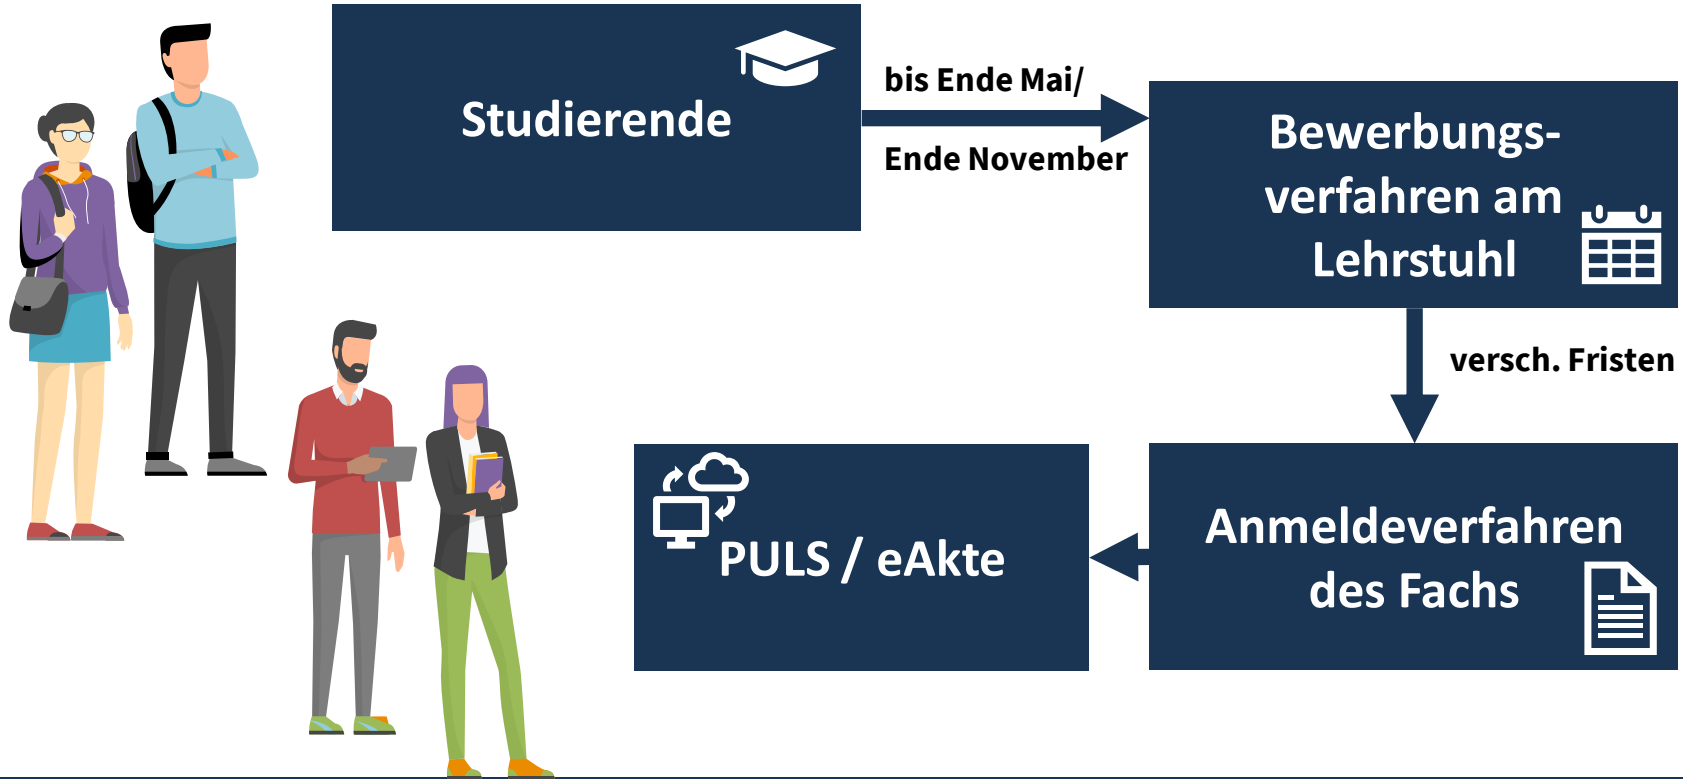 Studierende
bis Ende Mai/
Ende November
Bewerbungs-
verfahren am
Lehrstuhl
versch. Fristen
Anmeldeverfahren
des Fachs
PULS / eAkte